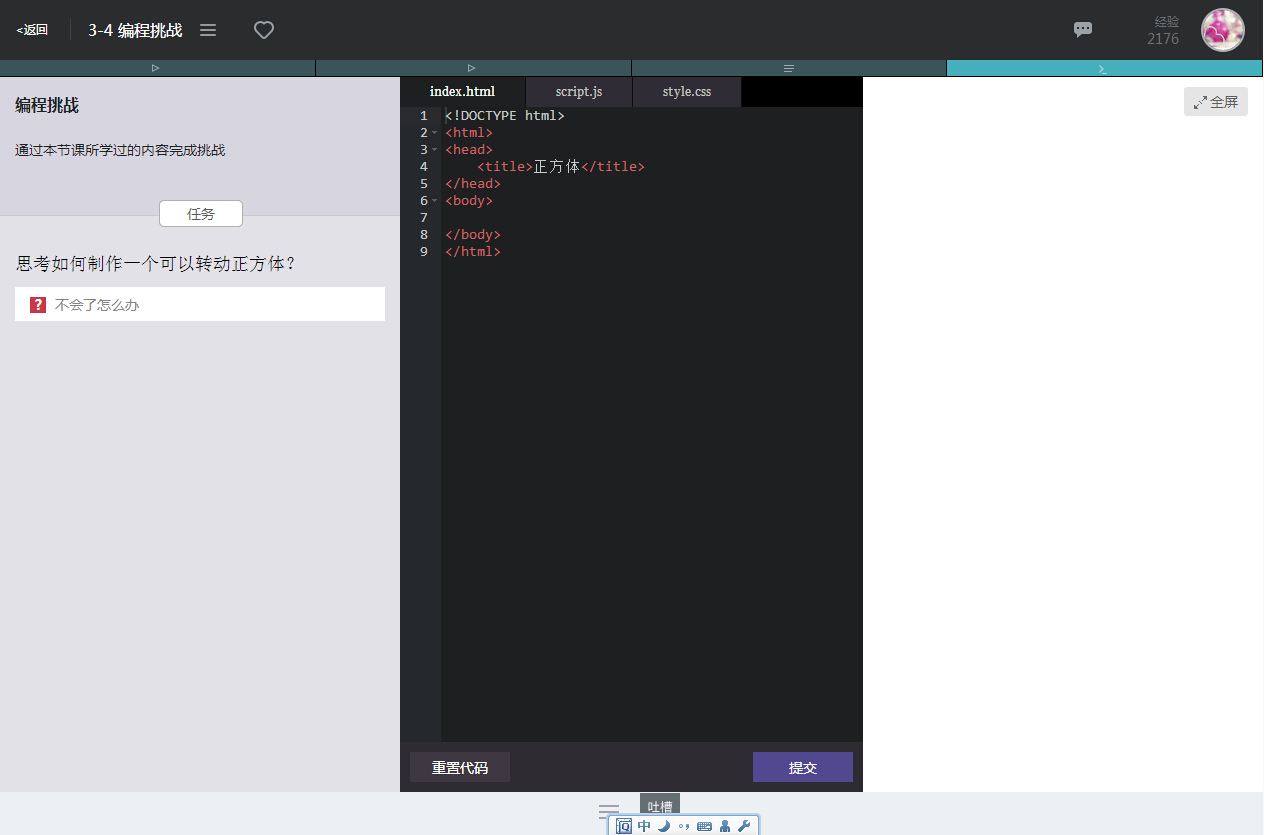 <返回
3-4 编程挑战
经验
2176
编程挑战
通过本节课所学过的内容完成挑战
任务
思考如何制作一个可以转动正方体？
? 不会了怎么办
index.html
script.js
style.css
1 <!DOCTYPE html>
2 <html>
3 <head>
4 <title>正方体</title>
5 </head>
6 <body>
7
8 </body>
9 </html>
重置代码
提交
全屏
吐槽
中